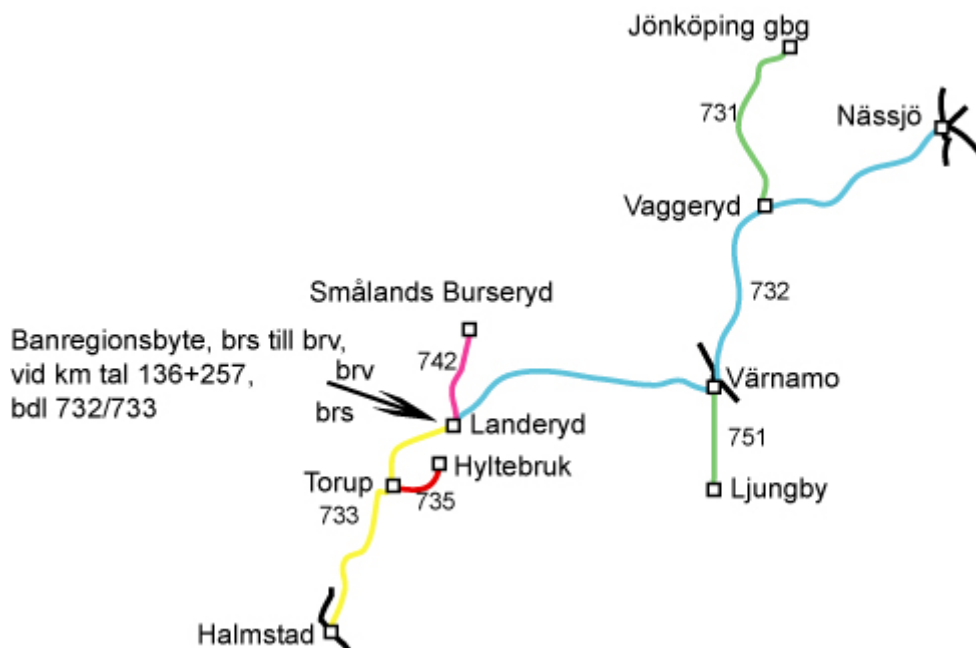 Jönköping gbg
731
Nässjö
Vaggeryd
732
Smålands Burseryd
Banregionsbyte, brs till brv,
vid km tal 136+257,
bdl 732/733
brv
brs
742
Landeryd
Värnamo
751
Hyltebruk
Torup
735
733
Ljungby
Halmstad